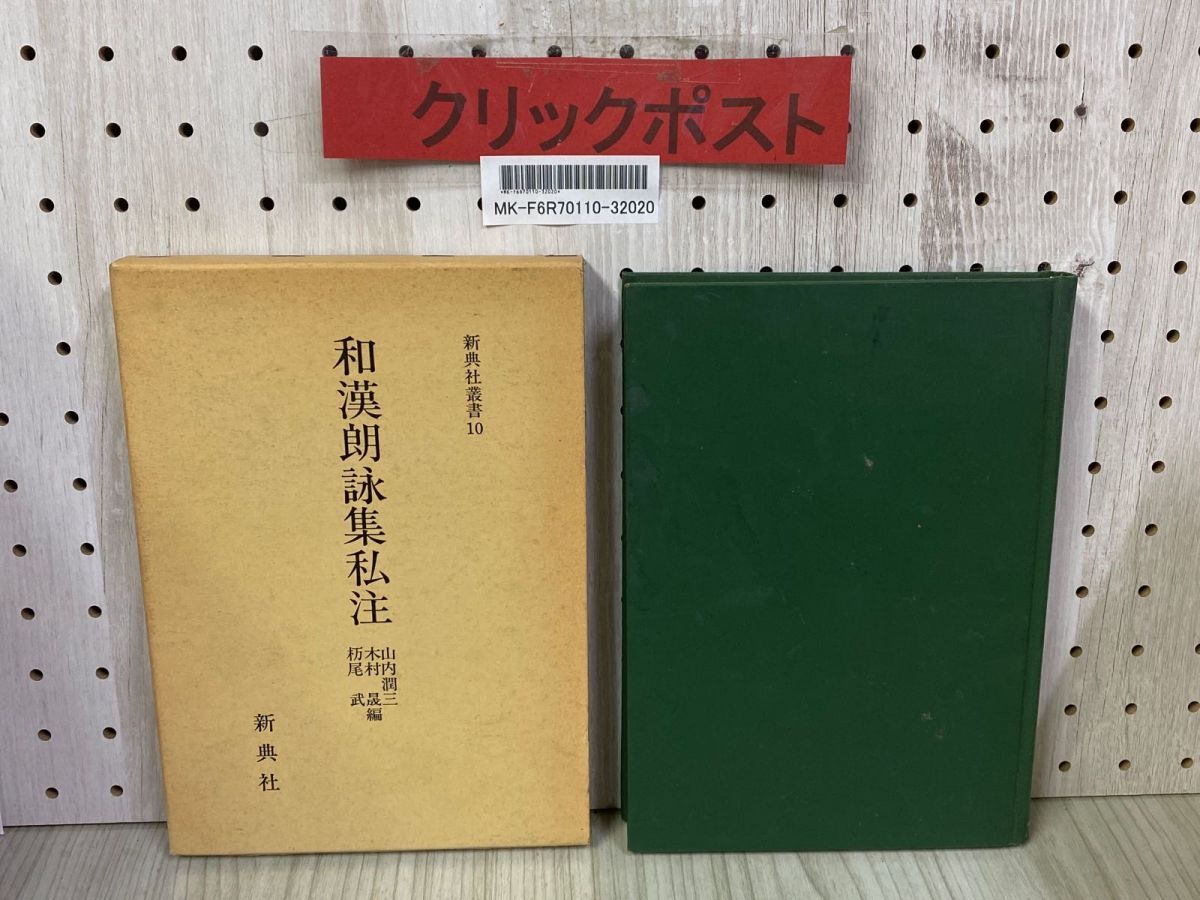 クリックポスト
MK-F6R70110-32020
新典社叢書10
和漢朗詠集私注
山内潤三
木村 晟編
杤尾 武
新典社